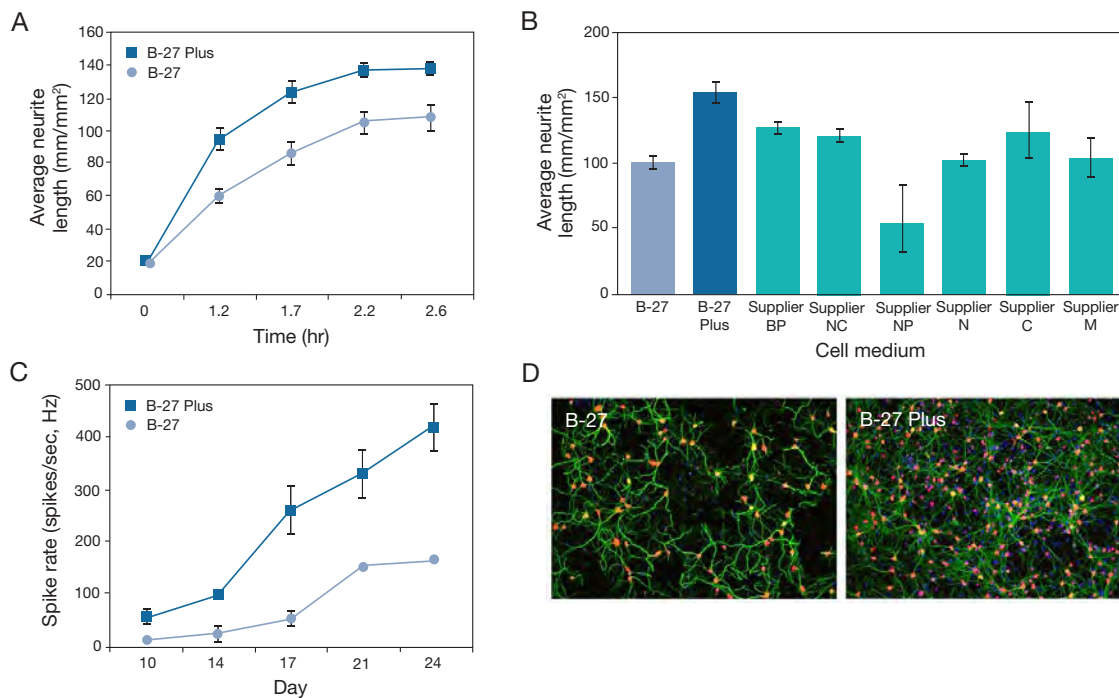 A
Average neurite
length (mm/mm²)
160
140
120
100
80
60
40
20
0
B-27 Plus
B-27
0
1.2
1.7
2.2
2.6
Time (hr)
B
Average neurite
length (mm/mm²)
200
150
100
50
0
B-27
B-27
Plus
Supplier
BP
Supplier
NC
Supplier
NP
Supplier
N
Supplier
C
Supplier
M
Cell medium
C
Spike rate (spikes/sec, Hz)
500
400
300
200
100
0
B-27 Plus
B-27
10
14
17
21
24
Day
D
B-27
B-27 Plus